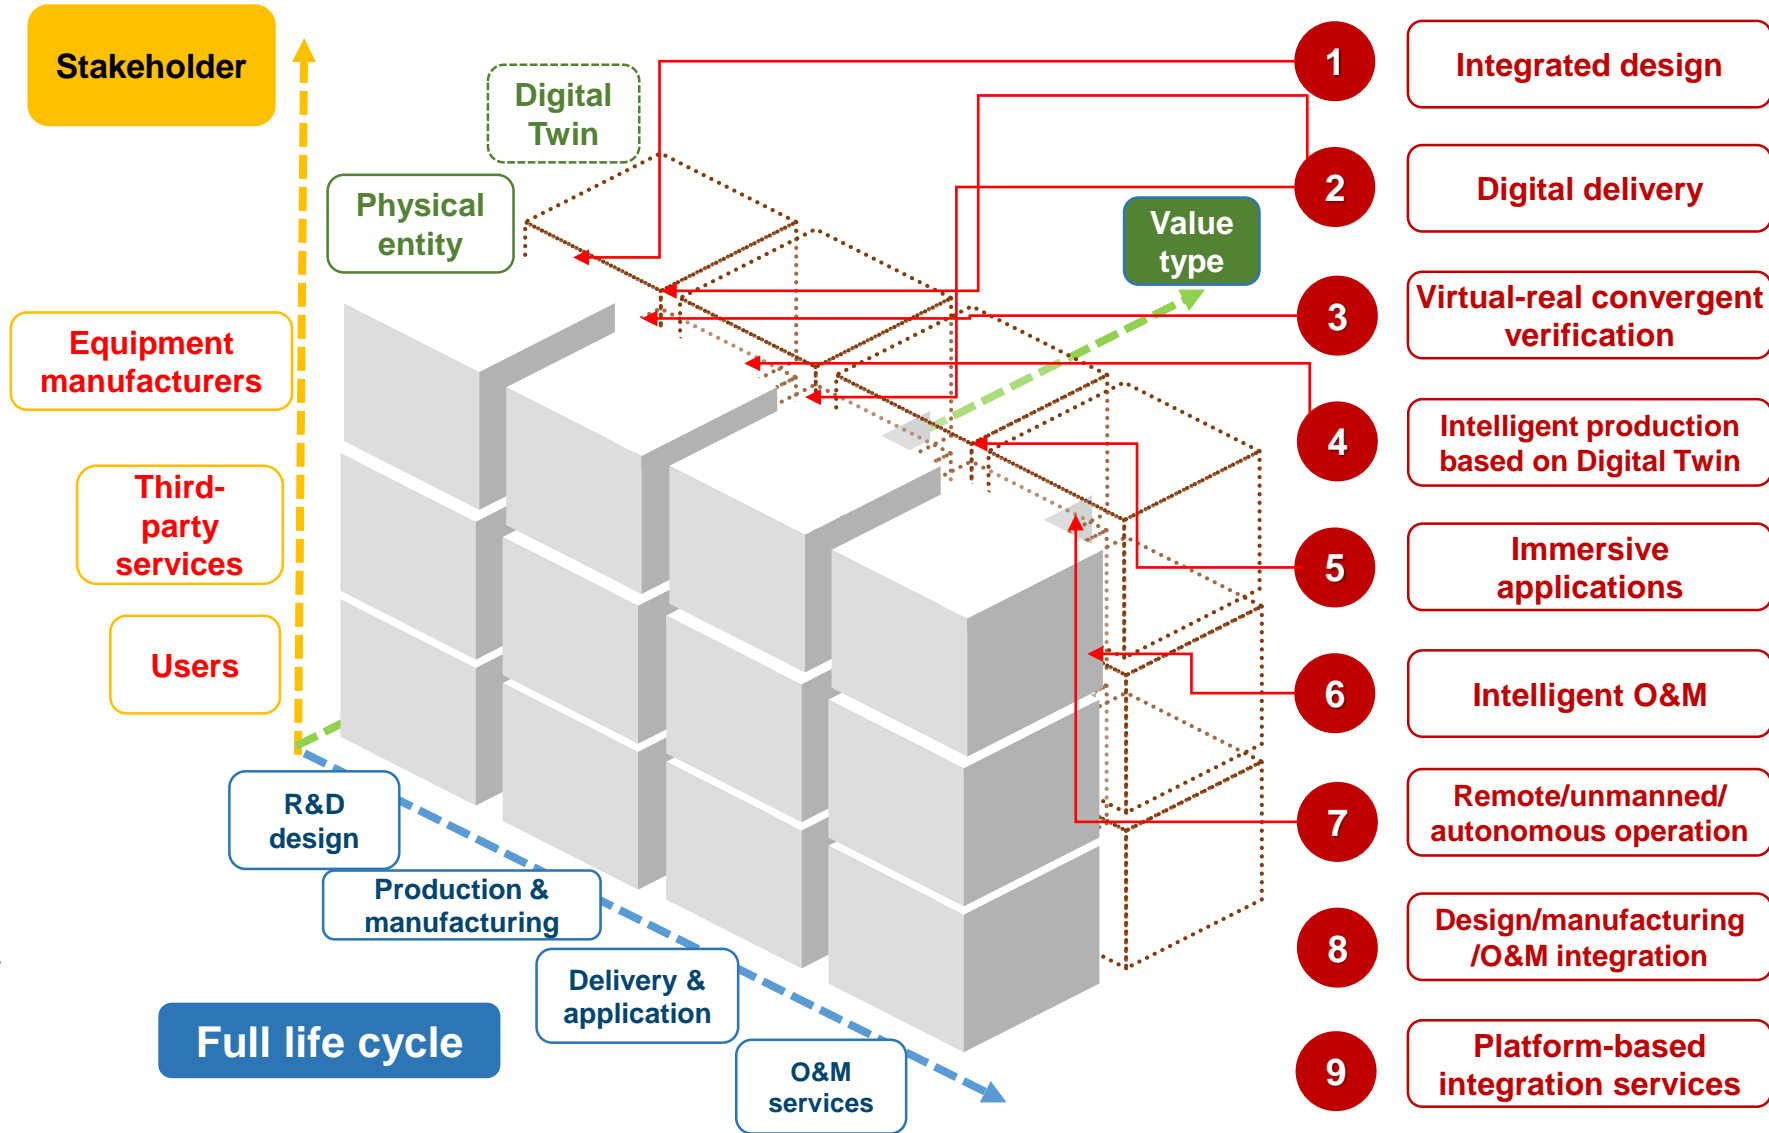 Stakeholder
Digital
Twin
Physical
entity
Value
type
Equipment
manufacturers
Third-
party
services
Users
R&D
design
Production &
manufacturing
Delivery &
application
O&M
services
Full life cycle
1
Integrated design
2
Digital delivery
3
Virtual-real convergent
verification
4
Intelligent production
based on Digital Twin
5
Immersive
applications
6
Intelligent O&M
7
Remote/unmanned/
autonomous operation
8
Design/manufacturing
/O&M integration
9
Platform-based
integration services